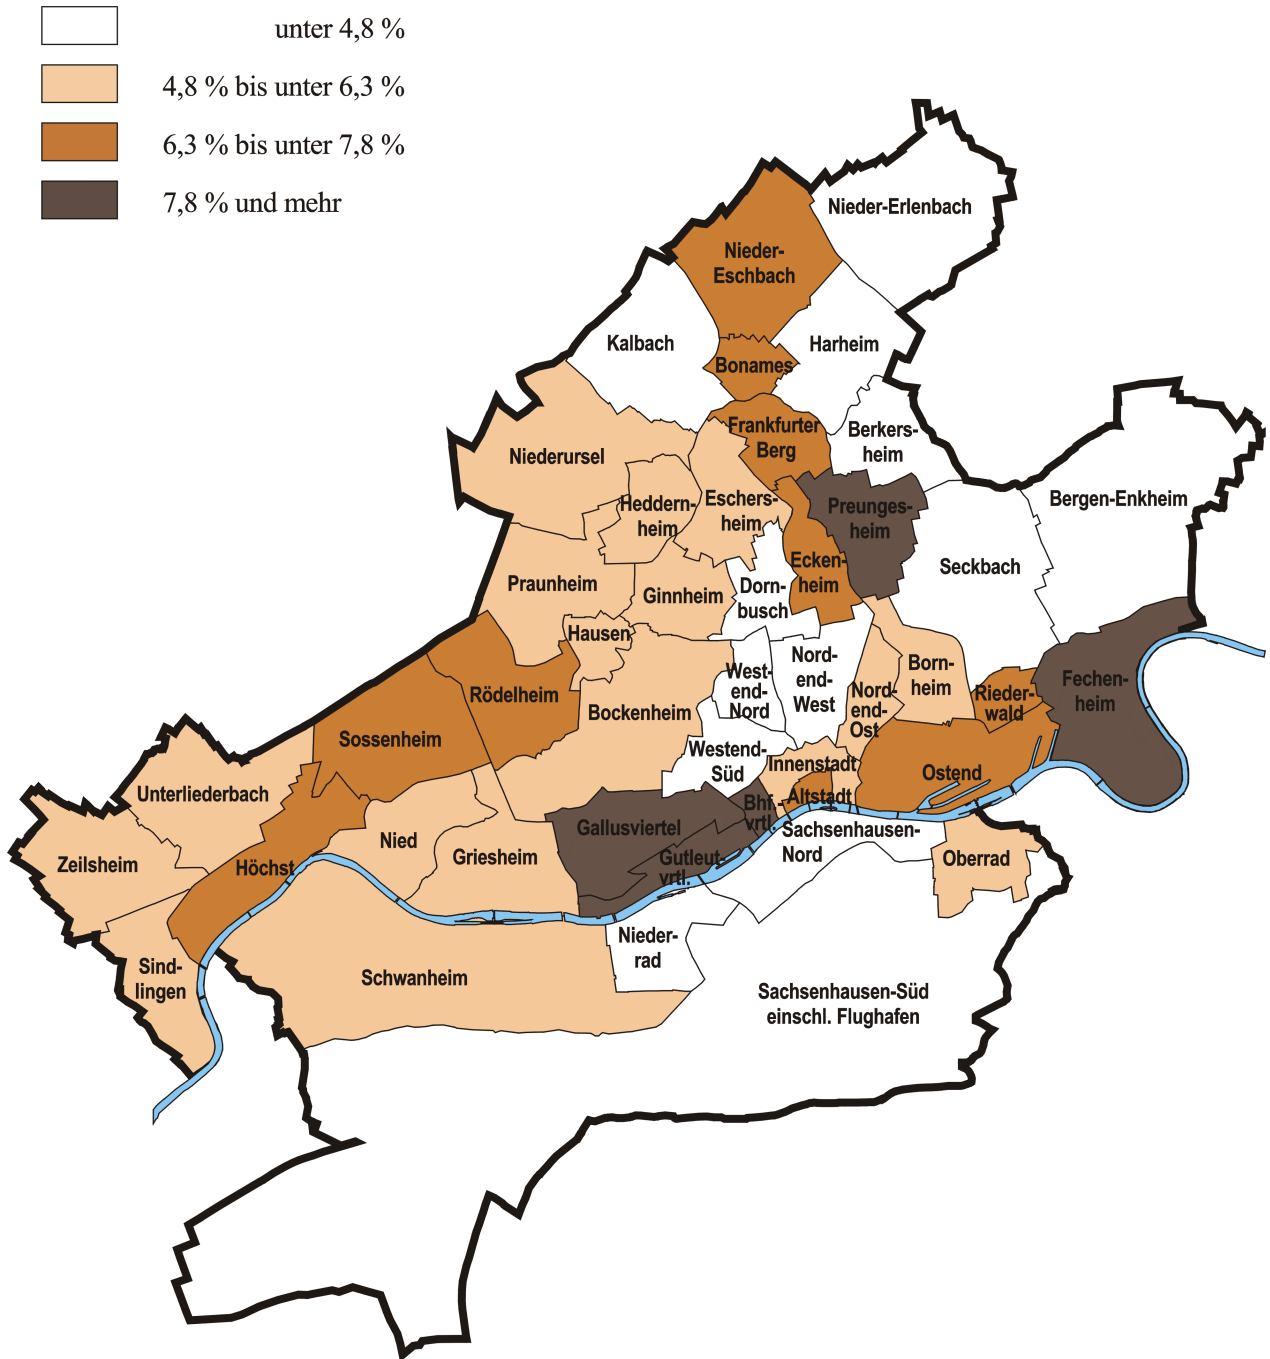 unter 4,8 %
4,8 % bis unter 6,3 %
6,3 % bis unter 7,8 %
7,8 % und mehr
Nieder-Erlenbach
Nieder-
Eschbach
Kalbach
Harheim
Bonames
Frankfurter
Berg
Berkers-
heim
Niederursel
Heddern-
heim
Eschers-
heim
Preunges-
heim
Bergen-Enkheim
Seckbach
Praunheim
Ginnheim
Dorn-
busch
Ecken-
heim
Hausen
Rödelheim
Bockenheim
West-
end-
Nord
Nord-
end-
West
Nord-
end-
Ost
Born-
heim
Rieder-
wald
Fechen-
heim
Sossenheim
Westend-
Süd
Innenstadt
Ostend
Unterliederbach
Altstadt
Bhf.-
vrtl.
Gallusviertel
Gutleut-
vrtl.
Sachsenhausen-
Nord
Oberrad
Zeilsheim
Höchst
Nied
Griesheim
Nieder-
rad
Sind-
lingen
Schwanheim
Sachsenhausen-Süd
einschl. Flughafen